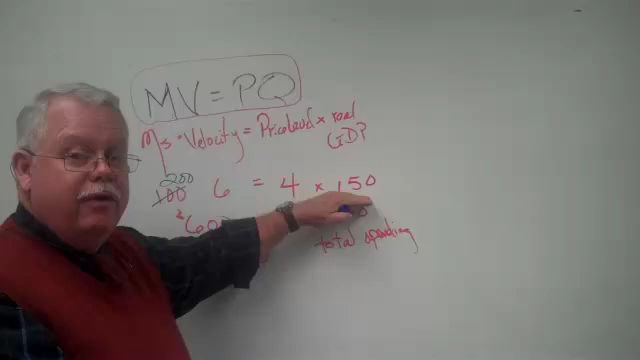 MV = PQ
Ms · Velocity = Price level × real
GDP
200
100 6 = 4 × 150
$600
total spending